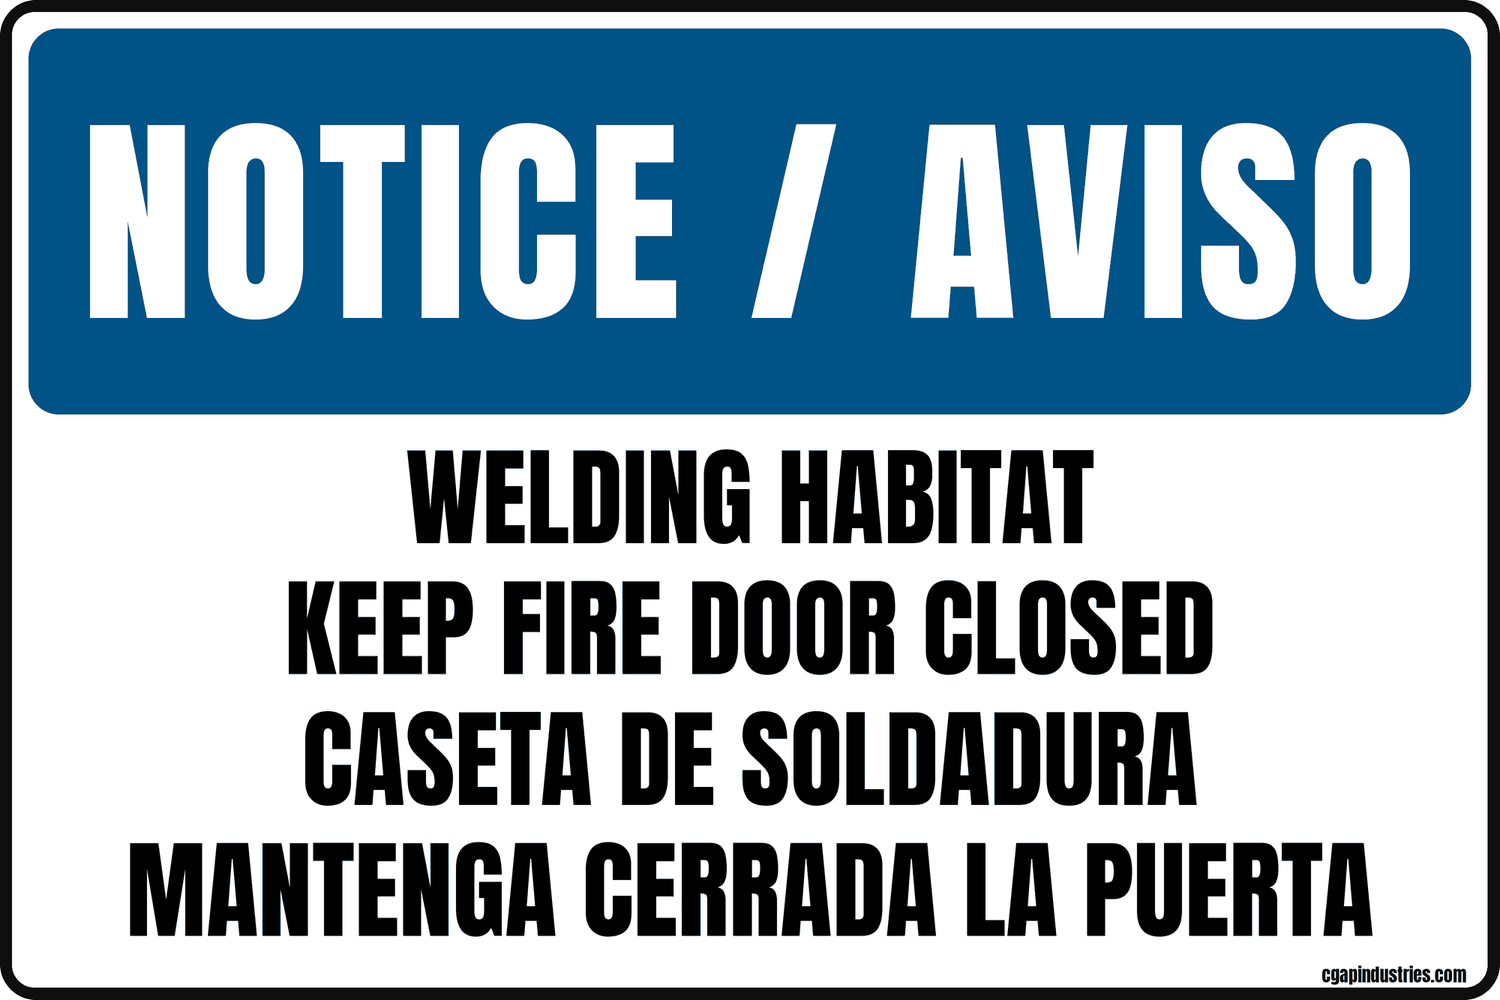 NOTICE / AVISO
WELDING HABITAT
KEEP FIRE DOOR CLOSED
CASETA DE SOLDADURA
MANTENGA CERRADA LA PUERTA
cgapindustries.com